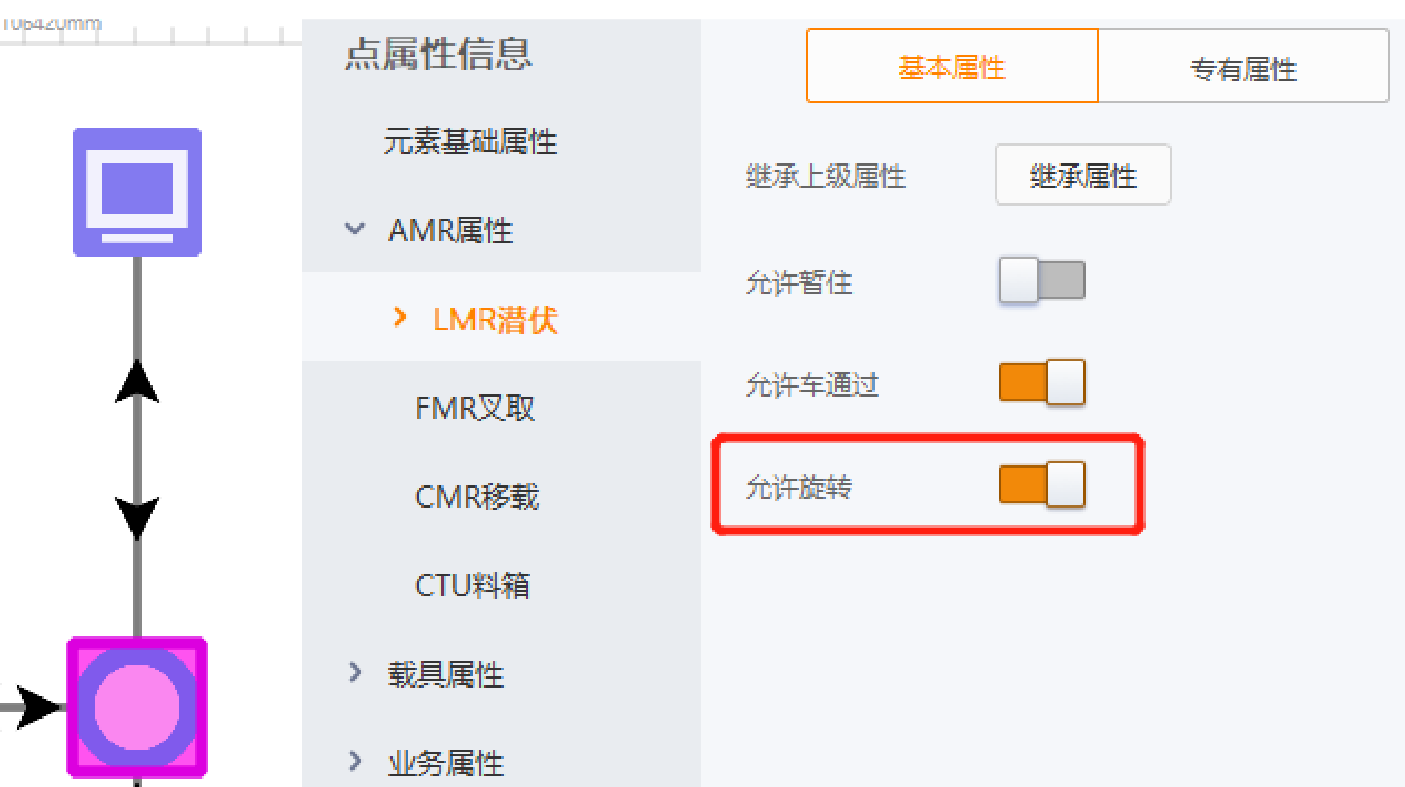 106420mm
点属性信息
元素基础属性
AMR属性
LMR潜伏
FMR叉取
CMR移载
CTU料箱
载具属性
业务属性
基本属性
专有属性
继承上级属性
继承属性
允许暂住
允许车通过
允许旋转